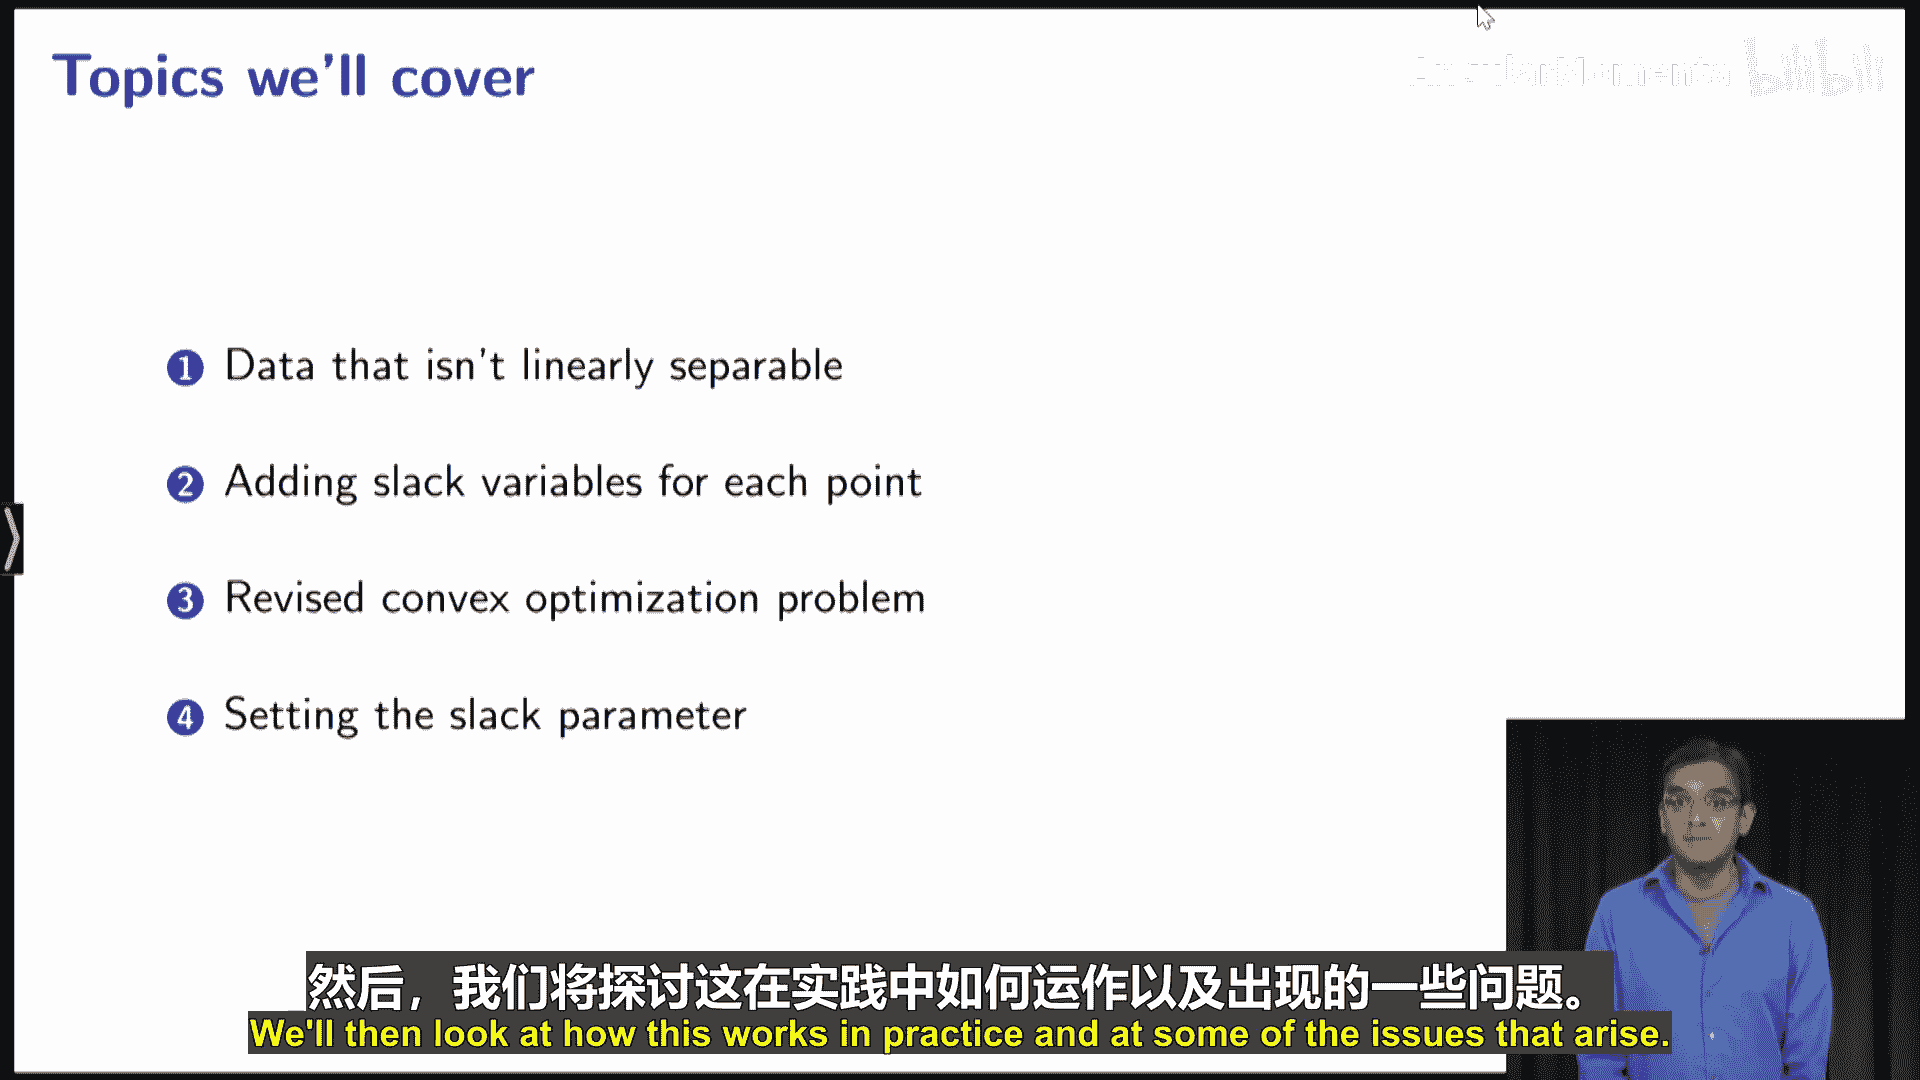 Topics we'll cover
bilibili
1 Data that isn't linearly separable
2 Adding slack variables for each point
3 Revised convex optimization problem
4 Setting the slack parameter
然后，我们将探讨这在实践中如何运作以及出现的一些问题。
We'll then look at how this works in practice and at some of the issues that arise.